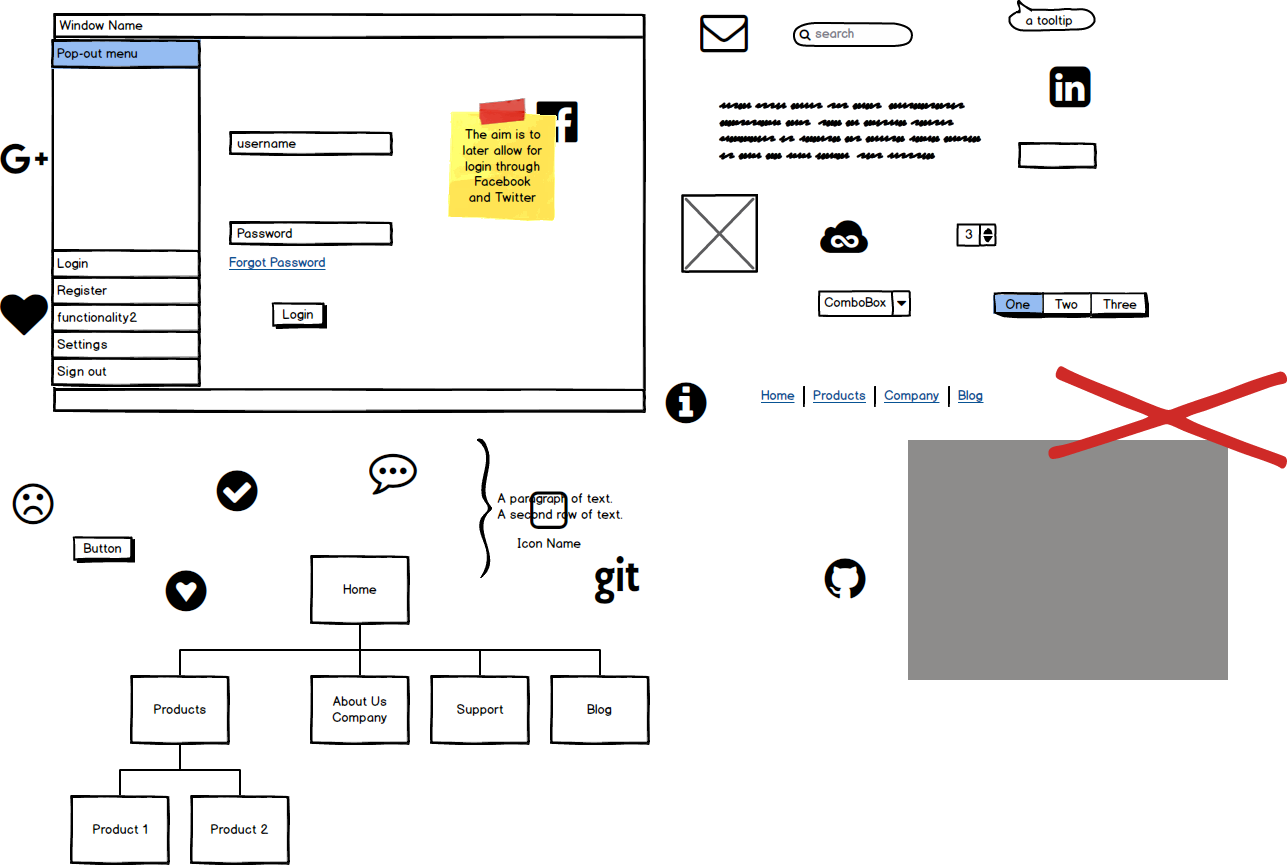 Window Name
Pop-out menu
G+
username
The aim is to
later allow for
login through
Facebook
and Twitter
f
Password
Forgot Password
Login
Login
Register
functionality2
Settings
Sign out
search
a tooltip
in
3
ComboBox
One Two Three
i
Home Products Company Blog
A paragraph of text.
A second row of text.
Icon Name
Button
git
Home
Products
About Us
Company
Support
Blog
Product 1
Product 2